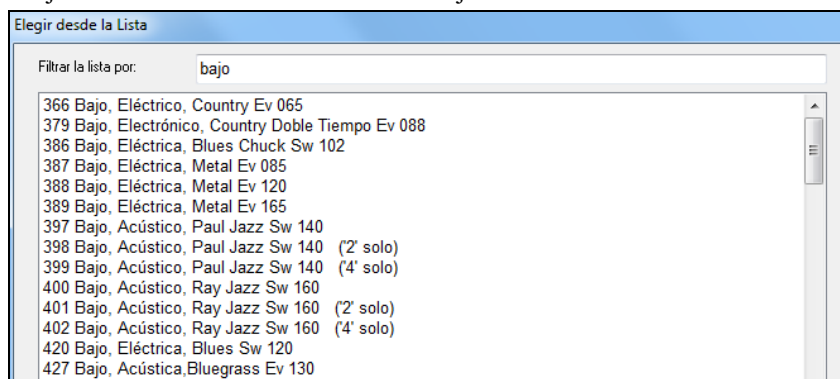 Elegir desde la Lista
Filtrar la lista por: bajo
366 Bajo, Eléctrico, Country Ev 065
379 Bajo, Electrónico, Country Doble Tiempo Ev 088
386 Bajo, Eléctrica, Blues Chuck Sw 102
387 Bajo, Eléctrica, Metal Ev 085
388 Bajo, Eléctrica, Metal Ev 120
389 Bajo, Eléctrica, Metal Ev 165
397 Bajo, Acústico, Paul Jazz Sw 140
398 Bajo, Acústico, Paul Jazz Sw 140 ('2' solo)
399 Bajo, Acústico, Paul Jazz Sw 140 ('4' solo)
400 Bajo, Acústico, Ray Jazz Sw 160
401 Bajo, Acústico, Ray Jazz Sw 160 ('2' solo)
402 Bajo, Acústico, Ray Jazz Sw 160 ('4' solo)
420 Bajo, Eléctrica, Blues Sw 120
427 Bajo, Acústica,Bluegrass Ev 130